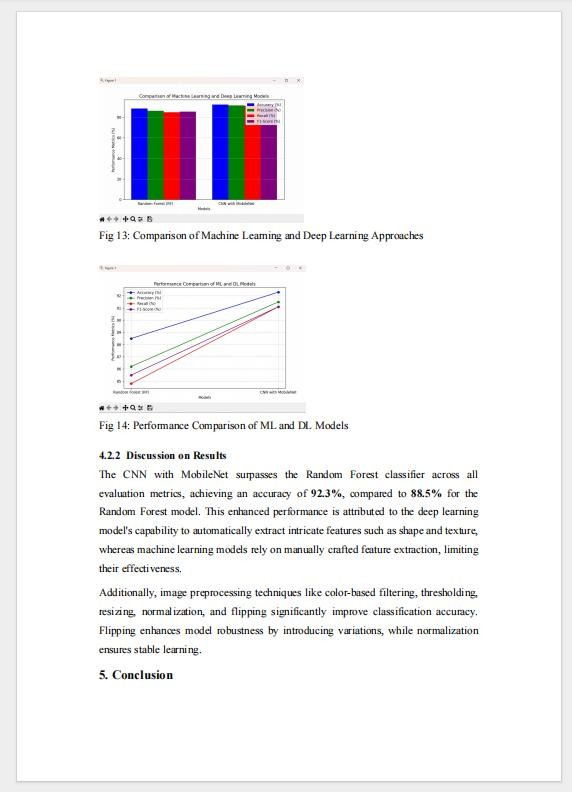 Figure 1
Comparison of Machine Learning and Deep Learning Models
Accuracy (%)
Precision (%)
Recall (%)
F1-Score (%)
Performance Metrics (%)
80
60
40
20
0
Random Forest (RF)
CNN with MobileNet
Models
Fig 13: Comparison of Machine Learning and Deep Learning Approaches
Figure 1
Performance Comparison of ML and DL Models
Accuracy (%)
Precision (%)
Recall (%)
F1-Score (%)
Performance Metrics (%)
92
91
90
89
88
87
86
85
Random Forest (RF)
CNN with MobileNet
Models
Fig 14: Performance Comparison of ML and DL Models
4.2.2 Discussion on Results
The CNN with MobileNet surpasses the Random Forest classifier across all
evaluation metrics, achieving an accuracy of 92.3%, compared to 88.5% for the
Random Forest model. This enhanced performance is attributed to the deep learning
model's capability to automatically extract intricate features such as shape and texture,
whereas machine learning models rely on manually crafted feature extraction, limiting
their effectiveness.
Additionally, image preprocessing techniques like color-based filtering, thresholding,
resizing, normalization, and flipping significantly improve classification accuracy.
Flipping enhances model robustness by introducing variations, while normalization
ensures stable learning.
5. Conclusion